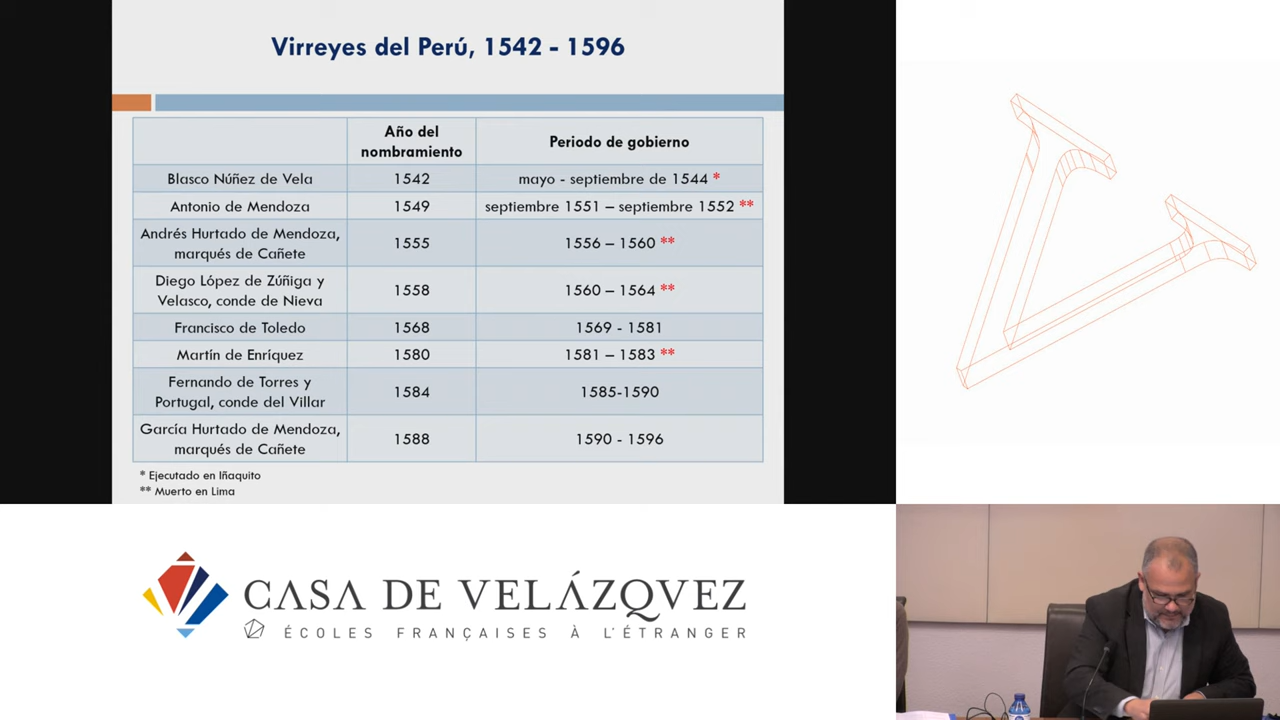 Virreyes del Perú, 1542 - 1596
Año del
nombramiento
Periodo de gobierno
Blasco Núñez de Vela
1542
mayo - septiembre de 1544 *
Antonio de Mendoza
1549
septiembre 1551 – septiembre 1552 **
Andrés Hurtado de Mendoza,
marqués de Cañete
1555
1556 – 1560 **
Diego López de Zúñiga y
Velasco, conde de Nieva
1558
1560 – 1564 **
Francisco de Toledo
1568
1569 - 1581
Martín de Enríquez
1580
1581 – 1583 **
Fernando de Torres y
Portugal, conde del Villar
1584
1585-1590
García Hurtado de Mendoza,
marqués de Cañete
1588
1590 - 1596
* Ejecutado en Iñaquito
** Muerto en Lima
CASA DE VELÁZQVEZ
ÉCOLES FRANÇAISES À L'ÉTRANGER